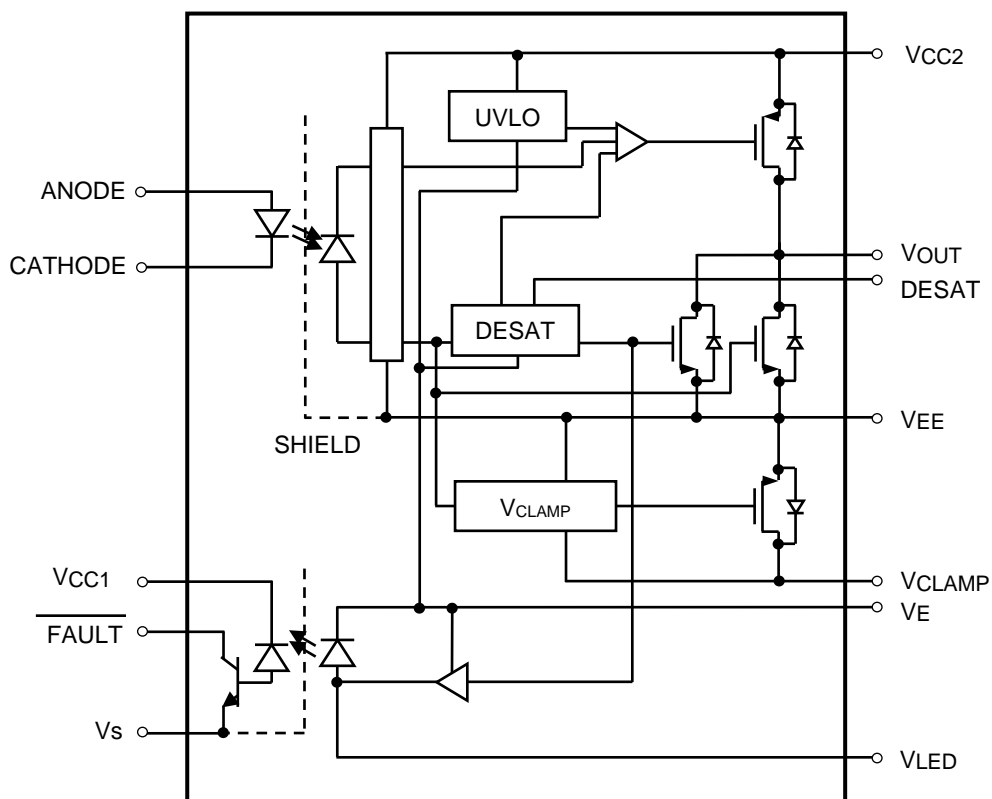 VCC2
UVLO
ANODE
CATHODE
VOUT
DESAT
DESAT
VEE
SHIELD
VCLAMP
VCC1
VCLAMP
VE
FAULT
VS
VLED